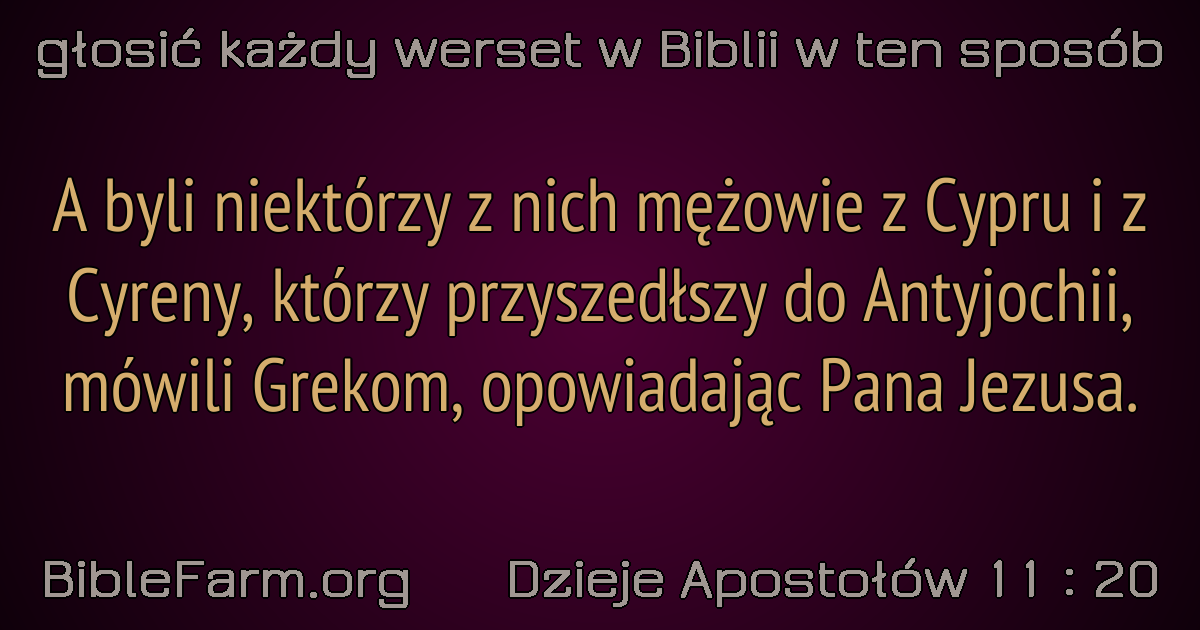 głosić każdy werset w Biblii w ten sposób
A byli niektórzy z nich mężowie z Cypru i z
Cyreny, którzy przyszedłszy do Antyjochii,
mówili Grekom, opowiadając Pana Jezusa.
BibleFarm.org
Dzieje Apostołów 11 : 20